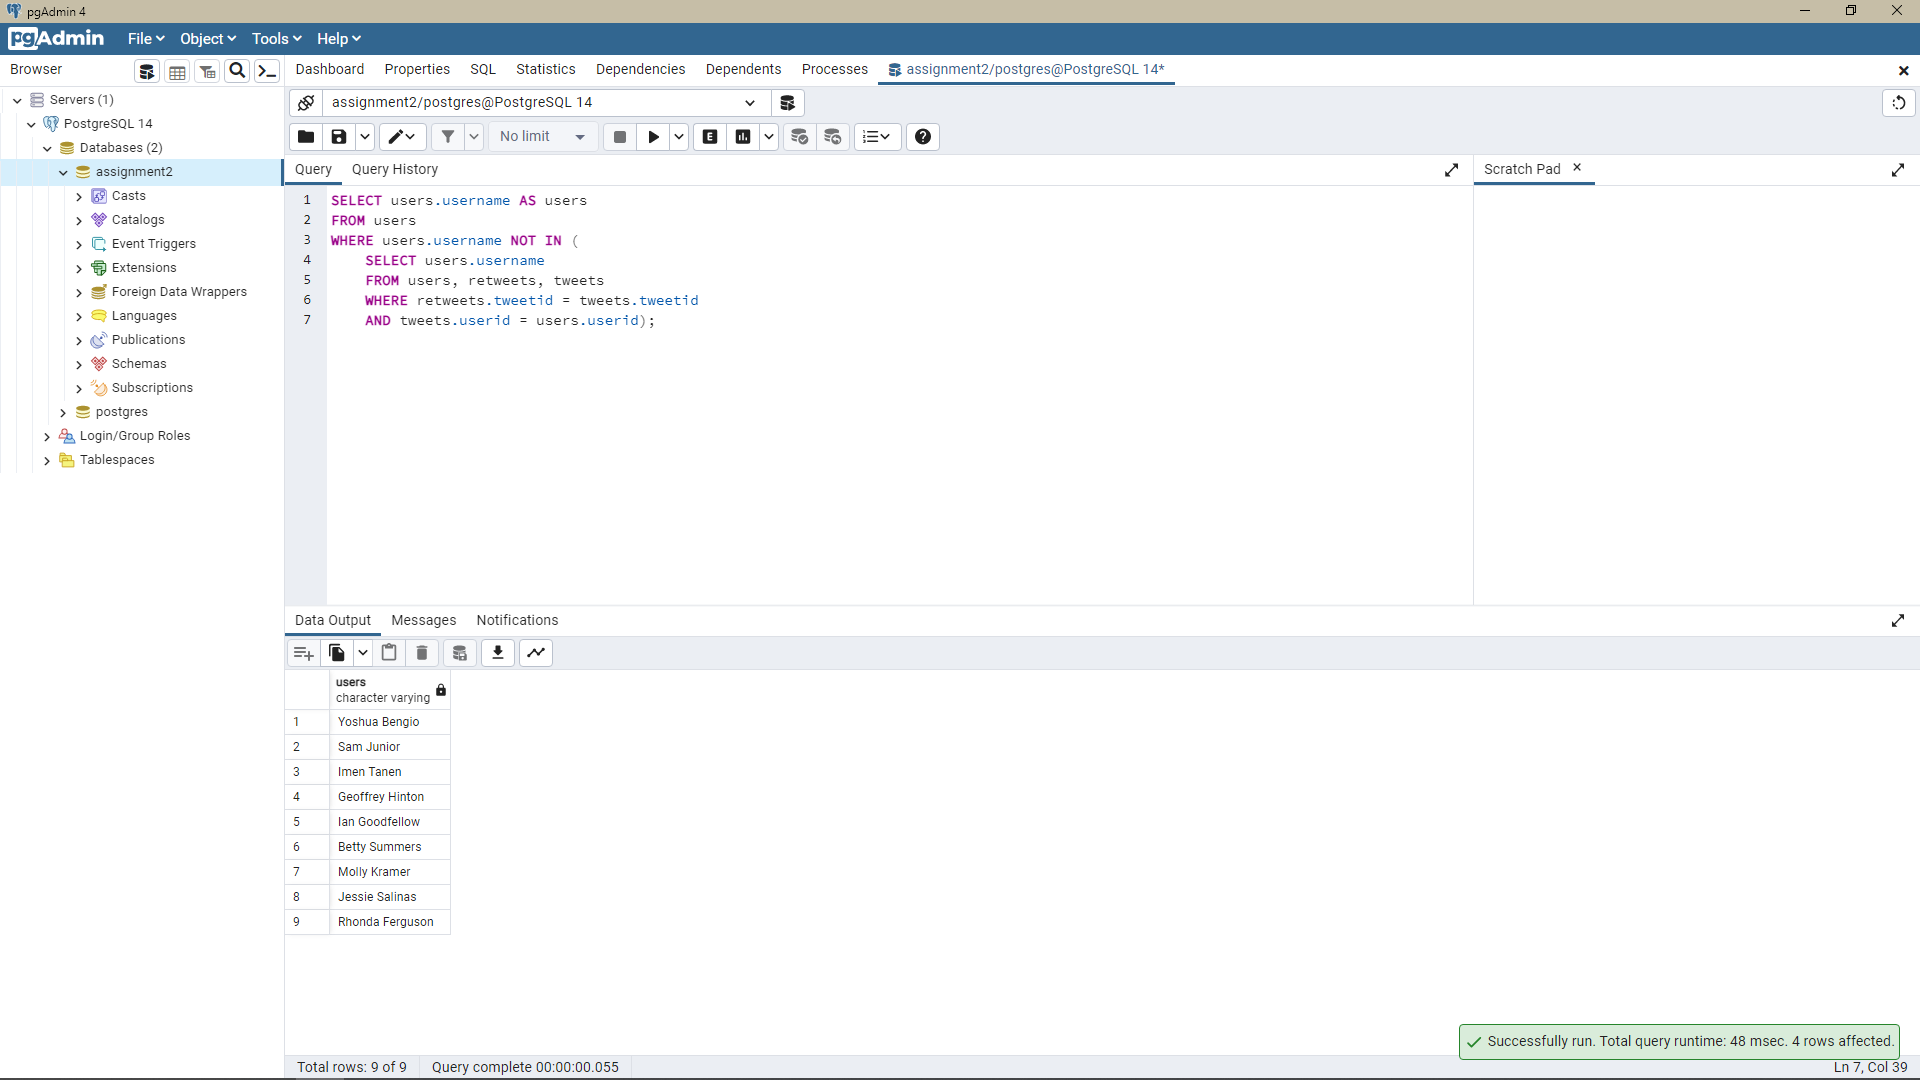 pgAdmin 4
pgAdmin
File Object Tools Help
Browser
Dashboard Properties SQL Statistics Dependencies Dependents Processes assignment2/postgres@PostgreSQL 14*
Servers (1)
PostgreSQL 14
Databases (2)
assignment2
Casts
Catalogs
Event Triggers
Extensions
Foreign Data Wrappers
Languages
Publications
Schemas
Subscriptions
postgres
Login/Group Roles
Tablespaces
assignment2/postgres@PostgreSQL 14
No limit
E
Query Query History
Scratch Pad
1 SELECT users.username AS users
2 FROM users
3 WHERE users.username NOT IN (
4 SELECT users.username
5 FROM users, retweets, tweets
6 WHERE retweets.tweetid = tweets.tweetid
7 AND tweets.userid = users.userid);
Data Output Messages Notifications
users
character varying
1 Yoshua Bengio
2 Sam Junior
3 Imen Tanen
4 Geoffrey Hinton
5 Ian Goodfellow
6 Betty Summers
7 Molly Kramer
8 Jessie Salinas
9 Rhonda Ferguson
Successfully run. Total query runtime: 48 msec. 4 rows affected.
Total rows: 9 of 9 Query complete 00:00:00.055 Ln 7, Col 39